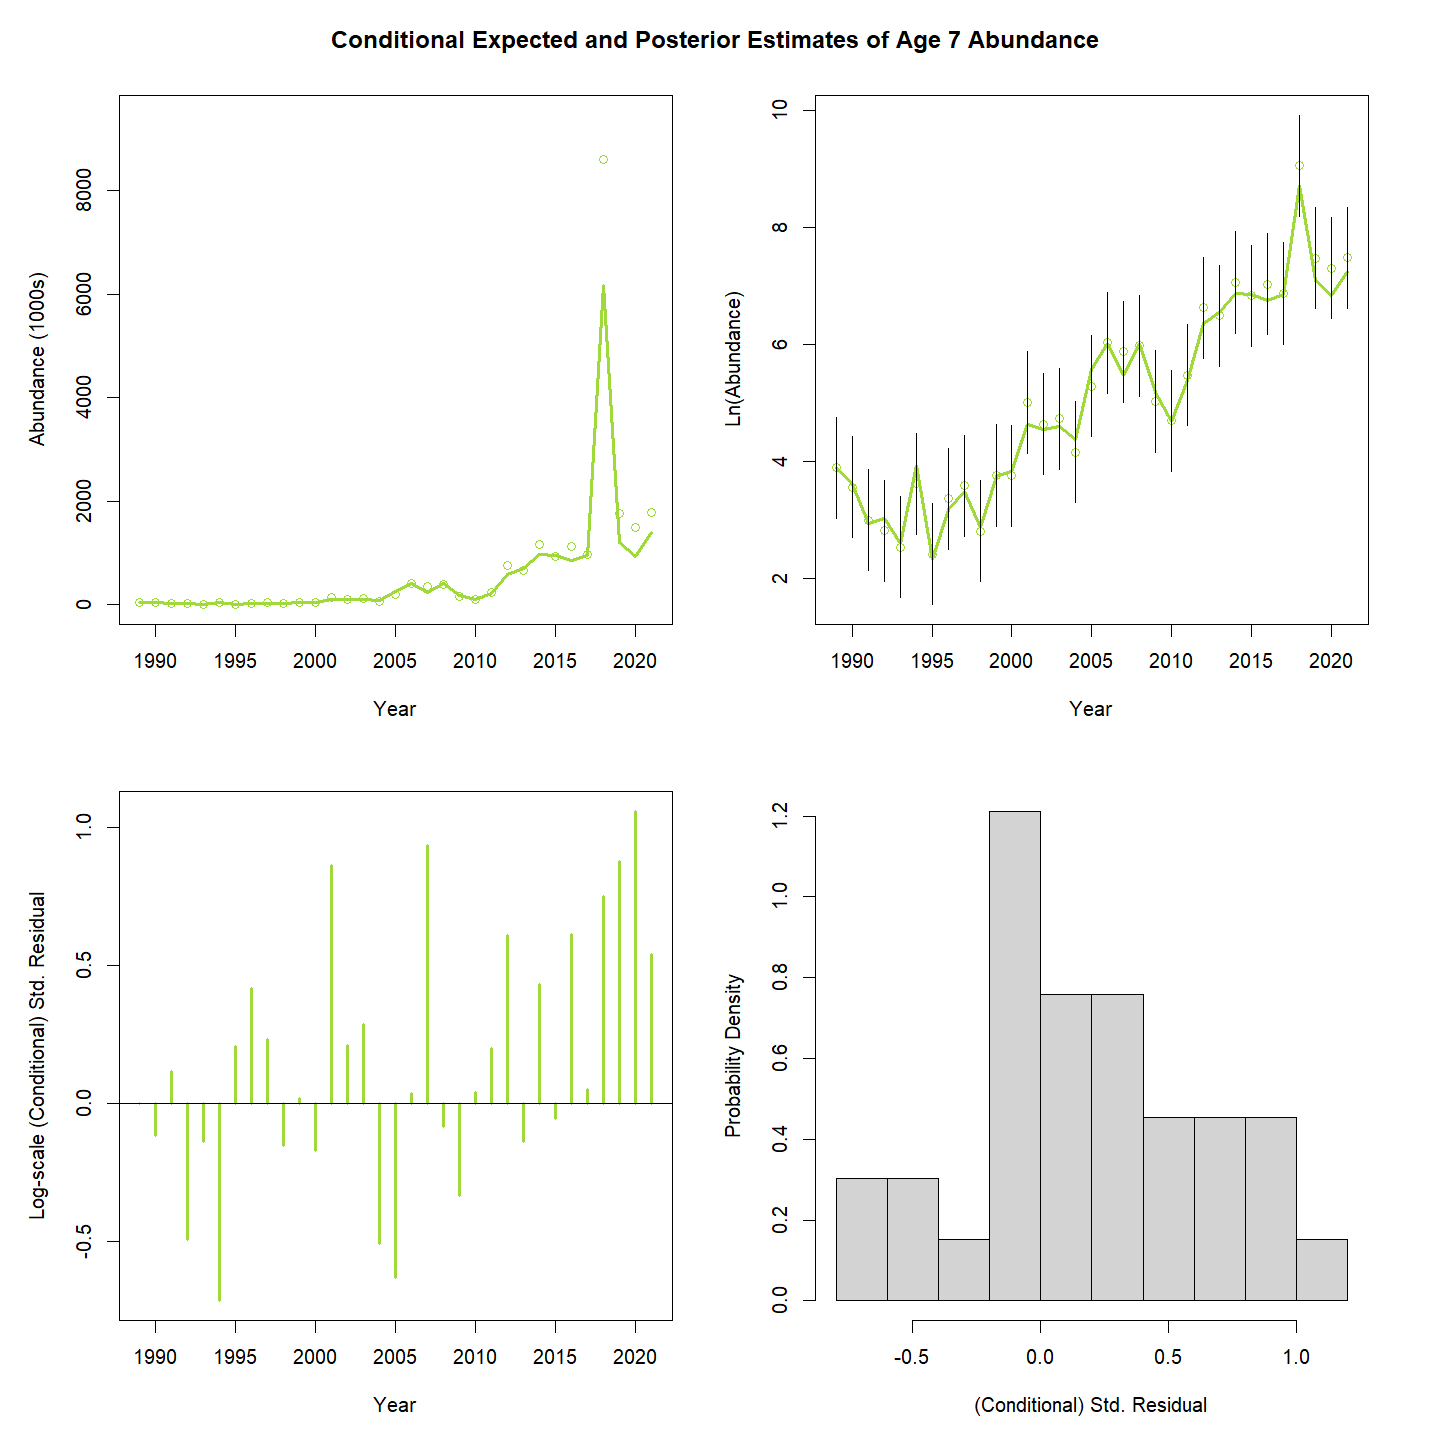 Conditional Expected and Posterior Estimates of Age 7 Abundance
Abundance (1000s)
8000
6000
4000
2000
0
1990 1995 2000 2005 2010 2015 2020
Year
Ln(Abundance)
10
8
6
4
2
1990 1995 2000 2005 2010 2015 2020
Year
Log-scale (Conditional) Std. Residual
1.0
0.5
0.0
-0.5
1990 1995 2000 2005 2010 2015 2020
Year
Probability Density
1.2
1.0
0.8
0.6
0.4
0.2
0.0
-0.5 0.0 0.5 1.0
(Conditional) Std. Residual